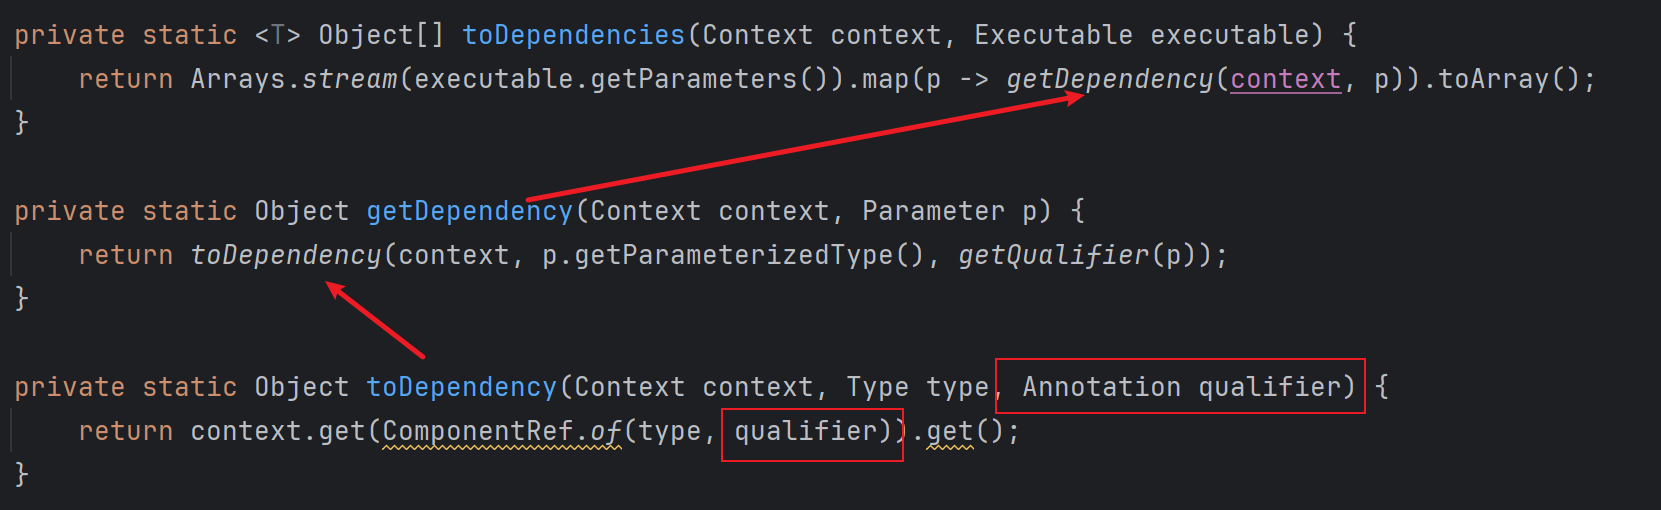 private static <T> Object[] toDependencies(Context context, Executable executable) {
    return Arrays.stream(executable.getParameters()).map(p -> getDependency(context, p)).toArray();
}
private static Object getDependency(Context context, Parameter p) {
    return toDependency(context, p.getParameterizedType(), getQualifier(p));
}
private static Object toDependency(Context context, Type type, Annotation qualifier) {
    return context.get(ComponentRef.of(type, qualifier)).get();
}